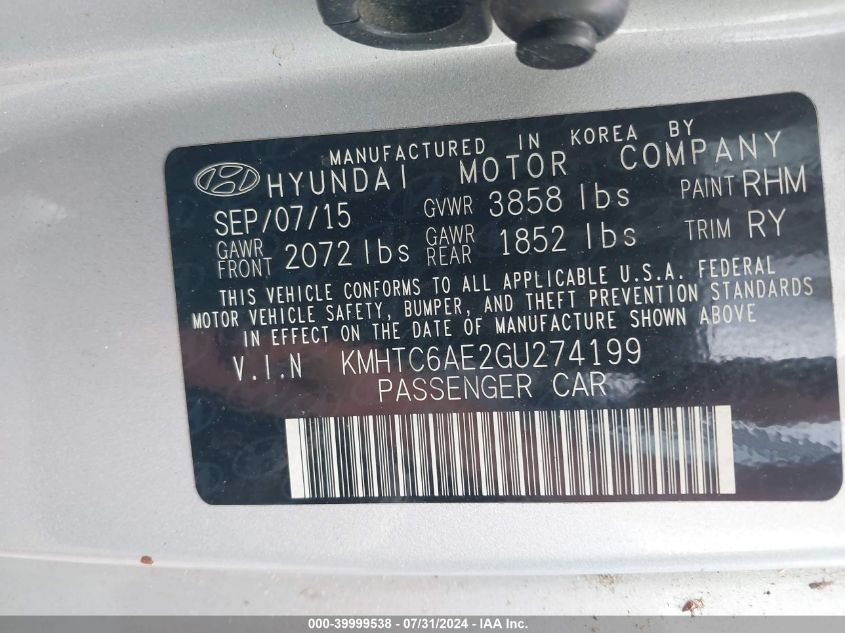 MANUFACTURED IN KOREA BY
HYUNDAI MOTOR COMPANY
SEP/07/15 GVWR 3858 lbs PAINT RHM
GAWR FRONT 2072 lbs GAWR REAR 1852 lbs TRIM RY
THIS VEHICLE CONFORMS TO ALL APPLICABLE U.S.A. FEDERAL
MOTOR VEHICLE SAFETY, BUMPER, AND THEFT PREVENTION STANDARDS
IN EFFECT ON THE DATE OF MANUFACTURE SHOWN ABOVE
V.I.N KMHTC6AE2GU274199
PASSENGER CAR
000-39999538 - 07/31/2024 - IAA Inc.